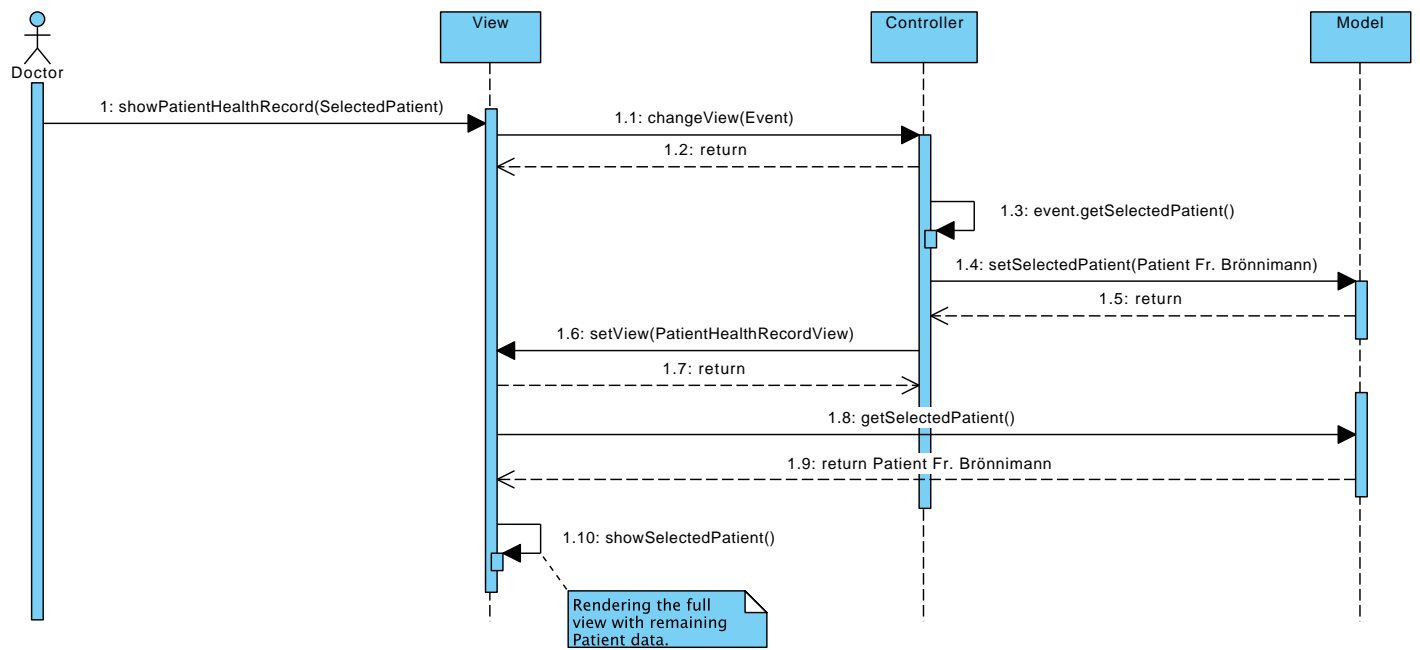 View
Controller
Model
Doctor
1: showPatientHealthRecord(SelectedPatient)
1.1: changeView(Event)
1.2: return
1.3: event.getSelectedPatient()
1.4: setSelectedPatient(Patient Fr. Brönnimann)
1.5: return
1.6: setView(PatientHealthRecordView)
1.7: return
1.8: getSelectedPatient()
1.9: return Patient Fr. Brönnimann
1.10: showSelectedPatient()
Rendering the full
view with remaining
Patient data.